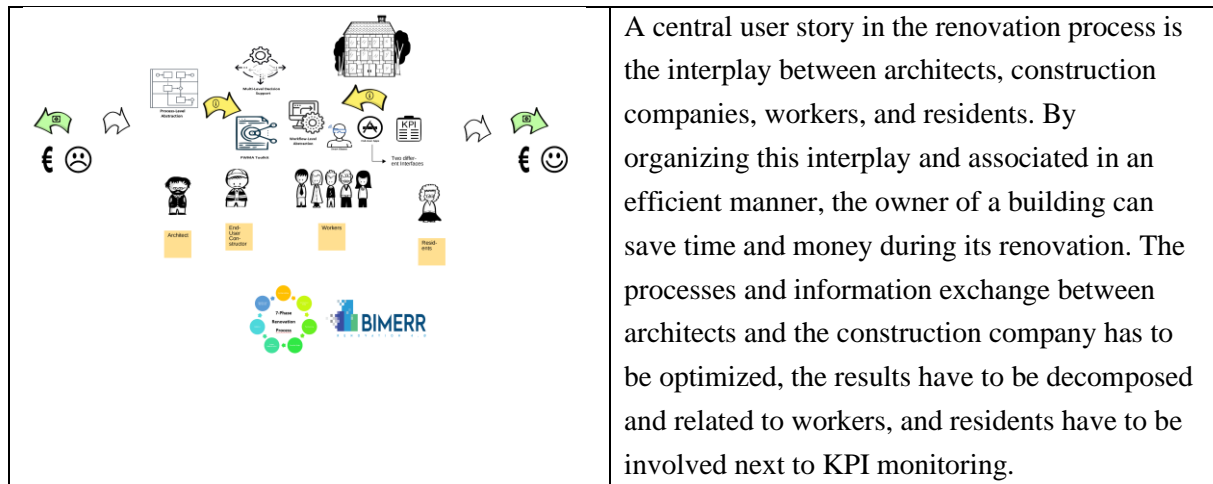 Process-Level
Abstraction
Multi-Level Decision
Support
PWMA Toolkit
Workflow-Level
KPI
Two differ-
ent Interfaces
Architect
End-
User
Con-
structor
Workers
Resid-
ents
7-Phase
Renovation
Process
BIMERR
A central user story in the renovation process is
the interplay between architects, construction
companies, workers, and residents. By
organizing this interplay and associated in an
efficient manner, the owner of a building can
save time and money during its renovation. The
processes and information exchange between
architects and the construction company has to
be optimized, the results have to be decomposed
and related to workers, and residents have to be
involved next to KPI monitoring.